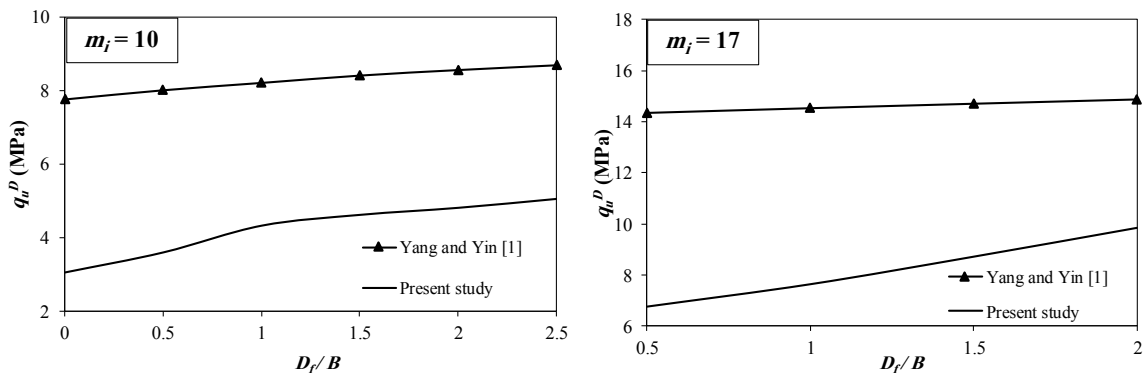 m_i = 10
10
8
6
4
2
q_u^D (MPa)
Yang and Yin [1]
Present study
0
0.5
1
1.5
2
2.5
D_f / B
m_i = 17
18
16
14
12
10
8
6
q_u^D (MPa)
Yang and Yin [1]
Present study
0.5
1
1.5
2
D_f / B